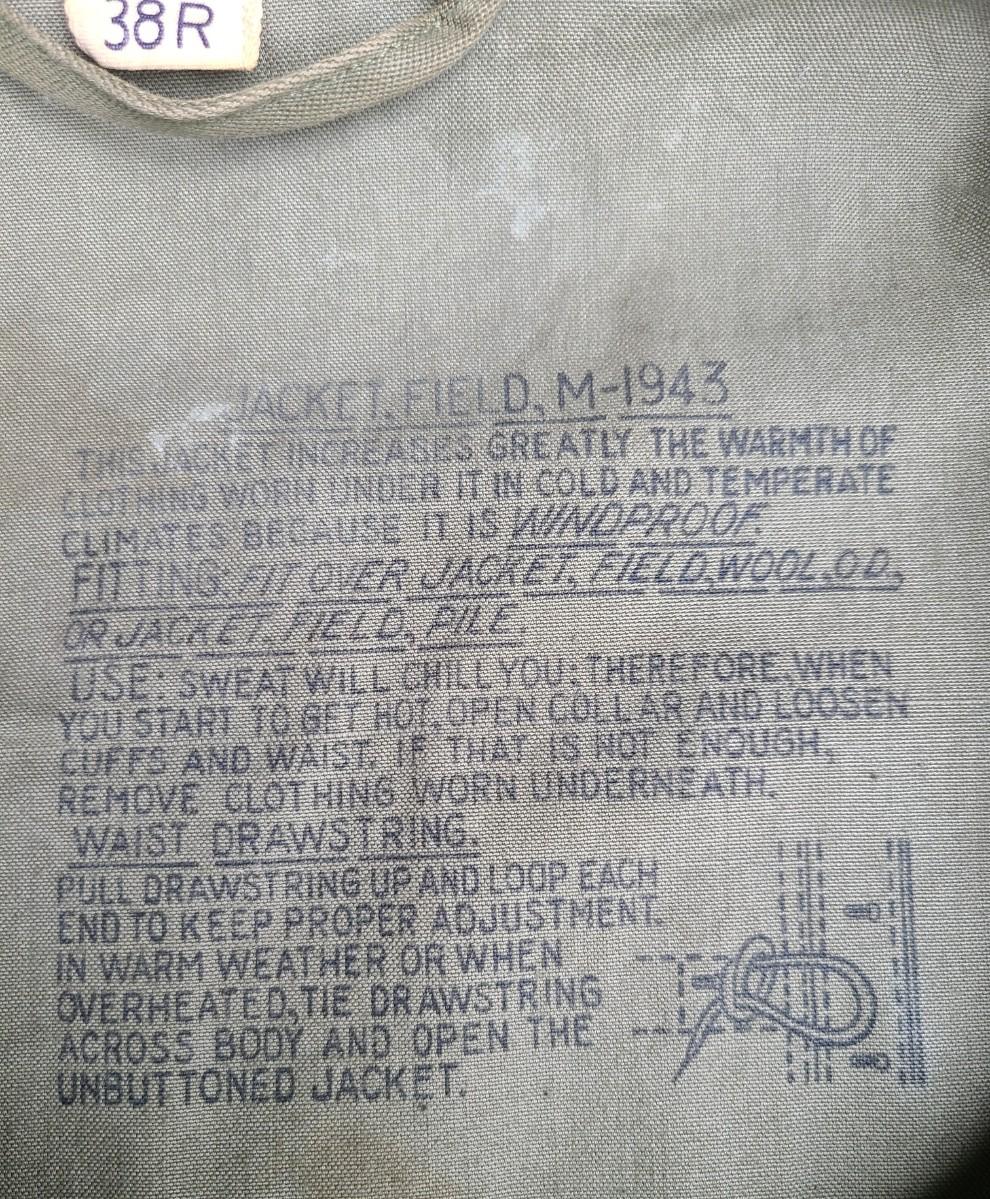 38R
JACKET, FIELD, M-1943
THIS JACKET INCREASES GREATLY THE WARMTH OF
CLOTHING WORN UNDER IT IN COLD AND TEMPERATE
CLIMATES BECAUSE IT IS WINDPROOF.
FITTING: FIT OVER JACKET, FIELD, WOOL, O.D.,
OR JACKET, FIELD, PILE.
USE: SWEAT WILL CHILL YOU; THEREFORE, WHEN
YOU START TO GET HOT, OPEN COLLAR AND LOOSEN
CUFFS AND WAIST. IF THAT IS NOT ENOUGH,
REMOVE CLOTHING WORN UNDERNEATH.
WAIST DRAWSTRING.
PULL DRAWSTRING UP AND LOOP EACH
END TO KEEP PROPER ADJUSTMENT.
IN WARM WEATHER OR WHEN
OVERHEATED, TIE DRAWSTRING
ACROSS BODY AND OPEN THE
UNBUTTONED JACKET.